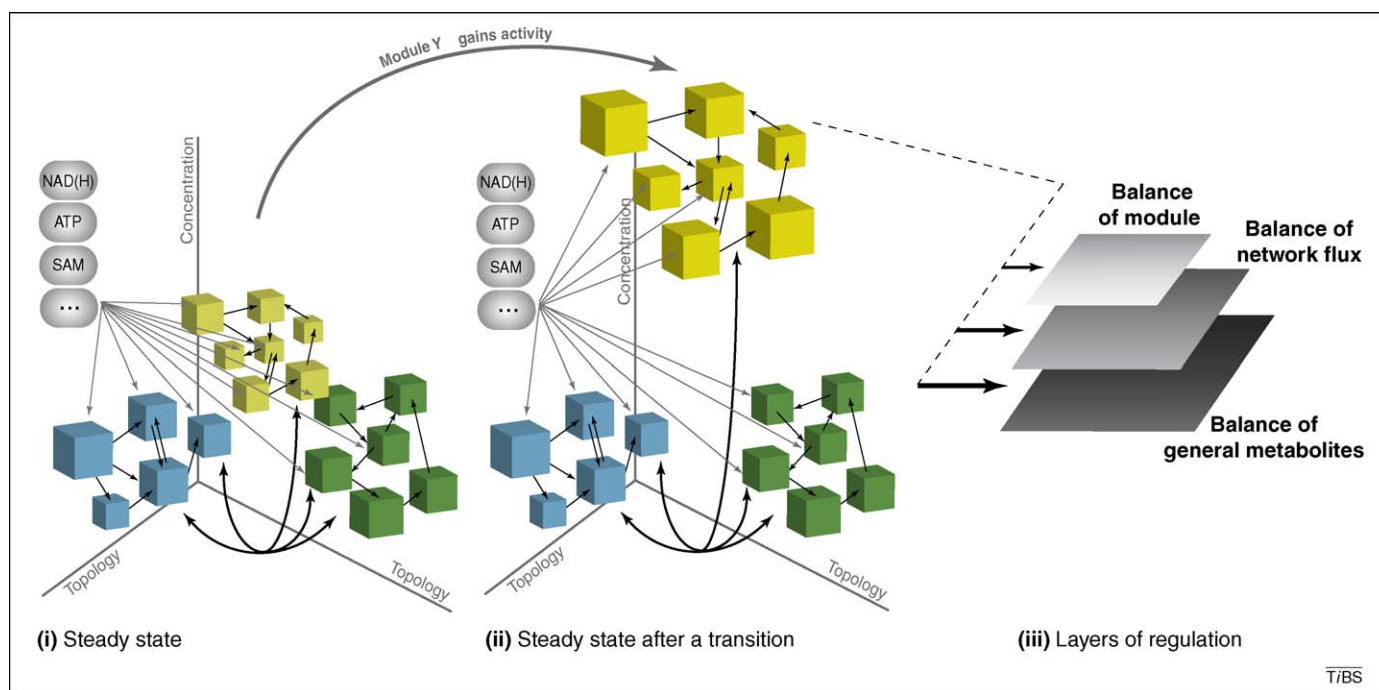 Module Y gains activity
Concentration
NAD(H)
ATP
SAM
...
Topology
Topology
(i) Steady state
Concentration
NAD(H)
ATP
SAM
...
Topology
Topology
(ii) Steady state after a transition
Balance
of module
Balance of
network flux
Balance of
general metabolites
(iii) Layers of regulation
TiBS